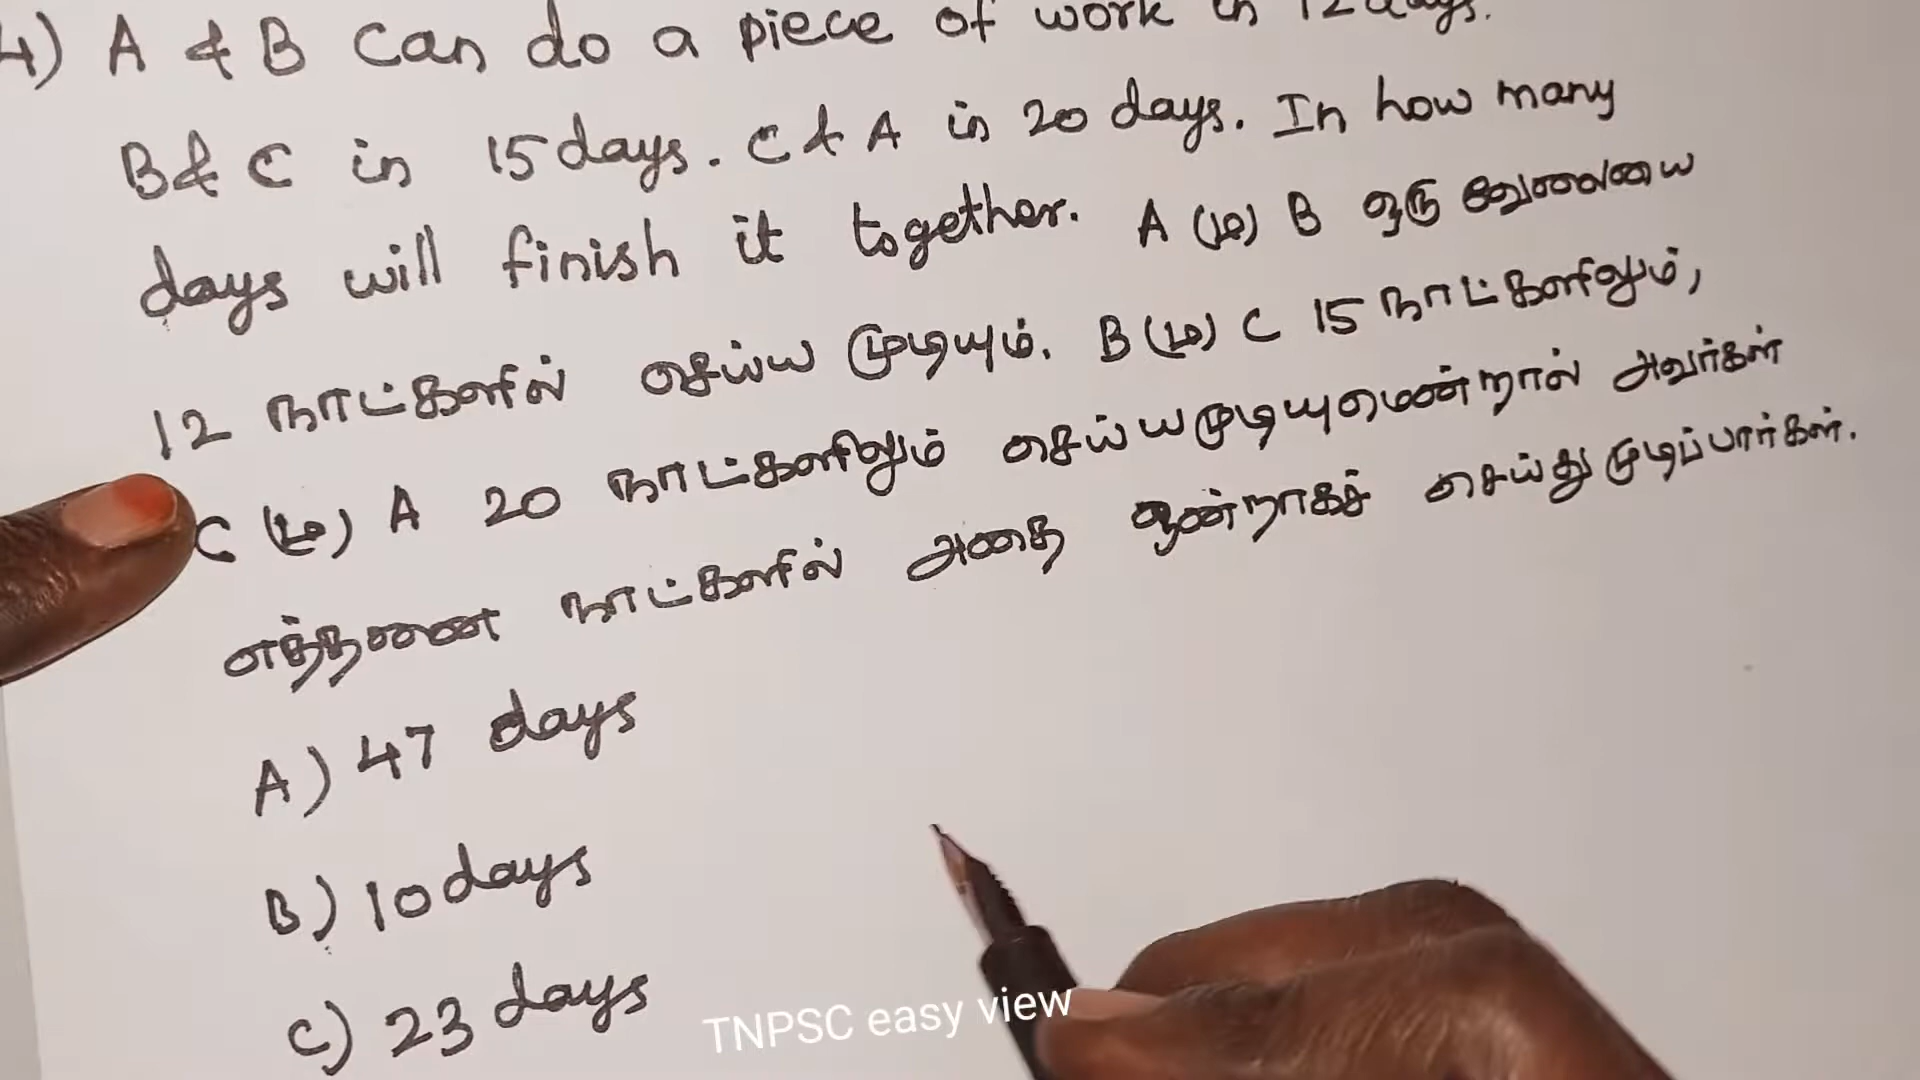 4) A & B can do a piece of work in 12 days.
B & C in 15 days. C & A in 20 days. In how many
days will finish it together. A (ம) B ஒரு வேலையை
12 நாட்களில் செய்ய முடியும். B (ம) C 15 நாட்களிலும்,
C (ம) A 20 நாட்களிலும் செய்யமுடியுமென்றால் அவர்கள்
எத்தனை நாட்களில் அதை ஒன்றாகச் செய்து முடிப்பார்கள்.
A) 47 days
B) 10 days
C) 23 days
TNPSC easy view